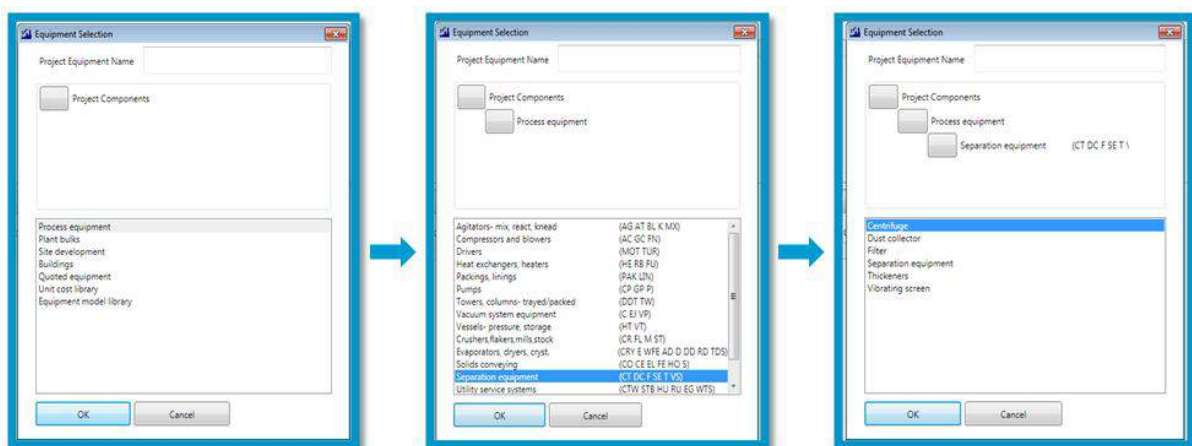 Equipment Selection
Project Equipment Name
Project Components
Process equipment
Plant bulks
Site development
Buildings
Quoted equipment
Unit cost library
Equipment model library
OK Cancel
Equipment Selection
Project Equipment Name
Project Components
Process equipment
Agitators- mix, react, knead (AG AT BL K MX)
Compressors and blowers (AC GC FN)
Drivers (MOT TUR)
Heat exchangers, heaters (HE RB FU)
Packings, linings (PAK LIN)
Pumps (CP GP P)
Towers, columns- trayed/packed (DDT TW)
Vacuum system equipment (C EJ VP)
Vessels- pressure, storage (HT VT)
Crushers,flakers,mills,stock (CR FL M ST)
Evaporators, dryers, cryst. (CRY E WFE AD D DD RD TDS)
Solids conveying (CO CE EL FE HO S)
Separation equipment (CT DC F SE T VS)
Utility service systems (CTW STB HU RU EG WTS)
OK Cancel
Equipment Selection
Project Equipment Name
Project Components
Process equipment
Separation equipment (CT DC F SE T \
Centrifuge
Dust collector
Filter
Separation equipment
Thickeners
Vibrating screen
OK Cancel